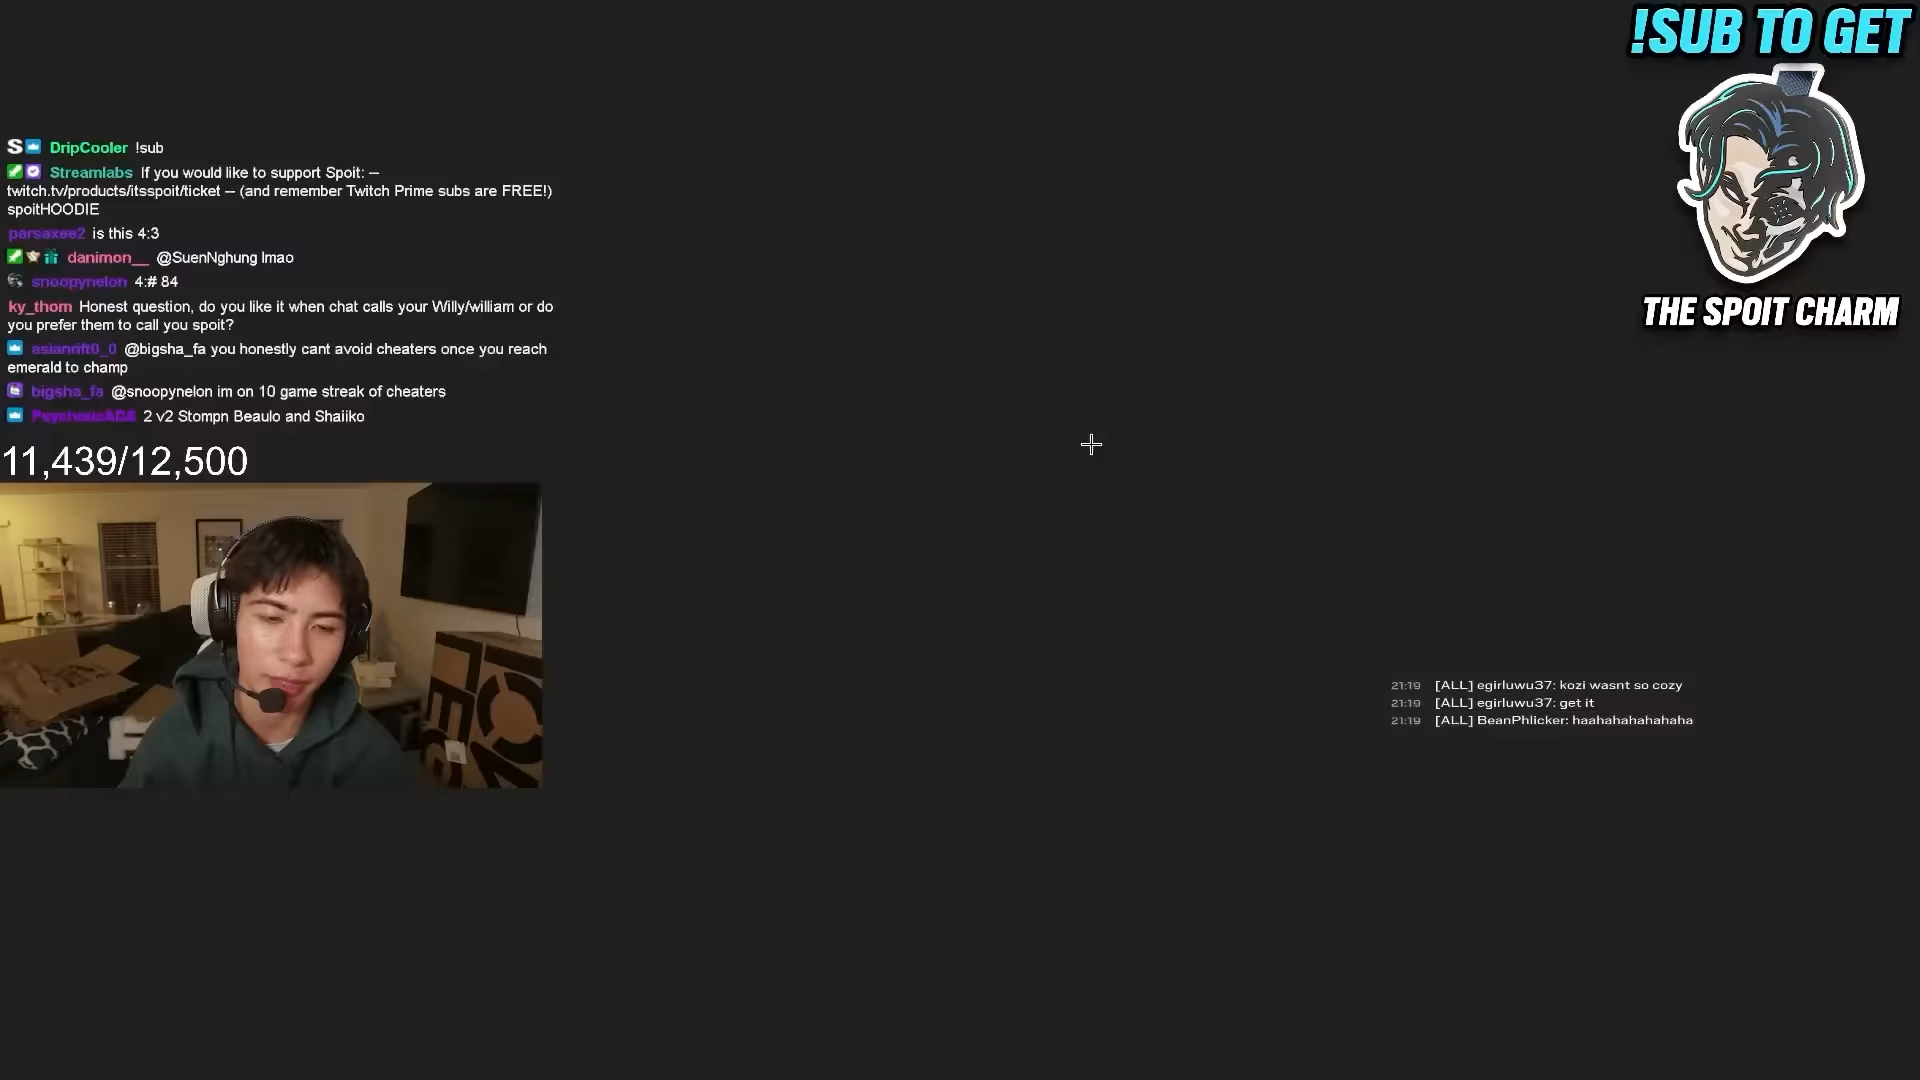 !SUB TO GET
THE SPOIT CHARM
DripCooler !sub
Streamlabs If you would like to support Spoit: –
twitch.tv/products/itsspoit/ticket – (and remember Twitch Prime subs are FREE!)
spoitHOODIE
parsaxee2 is this 4:3
danimon__ @SuenNghung lmao
snoopynelon 4:# 84
ky_thom Honest question, do you like it when chat calls your Willy/william or do
you prefer them to call you spoit?
asianrift0_0 @bigsha_fa you honestly cant avoid cheaters once you reach
emerald to champ
bigsha_fa @snoopynelon im on 10 game streak of cheaters
PsychoticADS 2 v2 Stompn Beaulo and Shaiiko
11,439/12,500
21:19 [ALL] egirluwu37: kozi wasnt so cozy
21:19 [ALL] egirluwu37: get it
21:19 [ALL] BeanPhlicker: haahahahahahaha